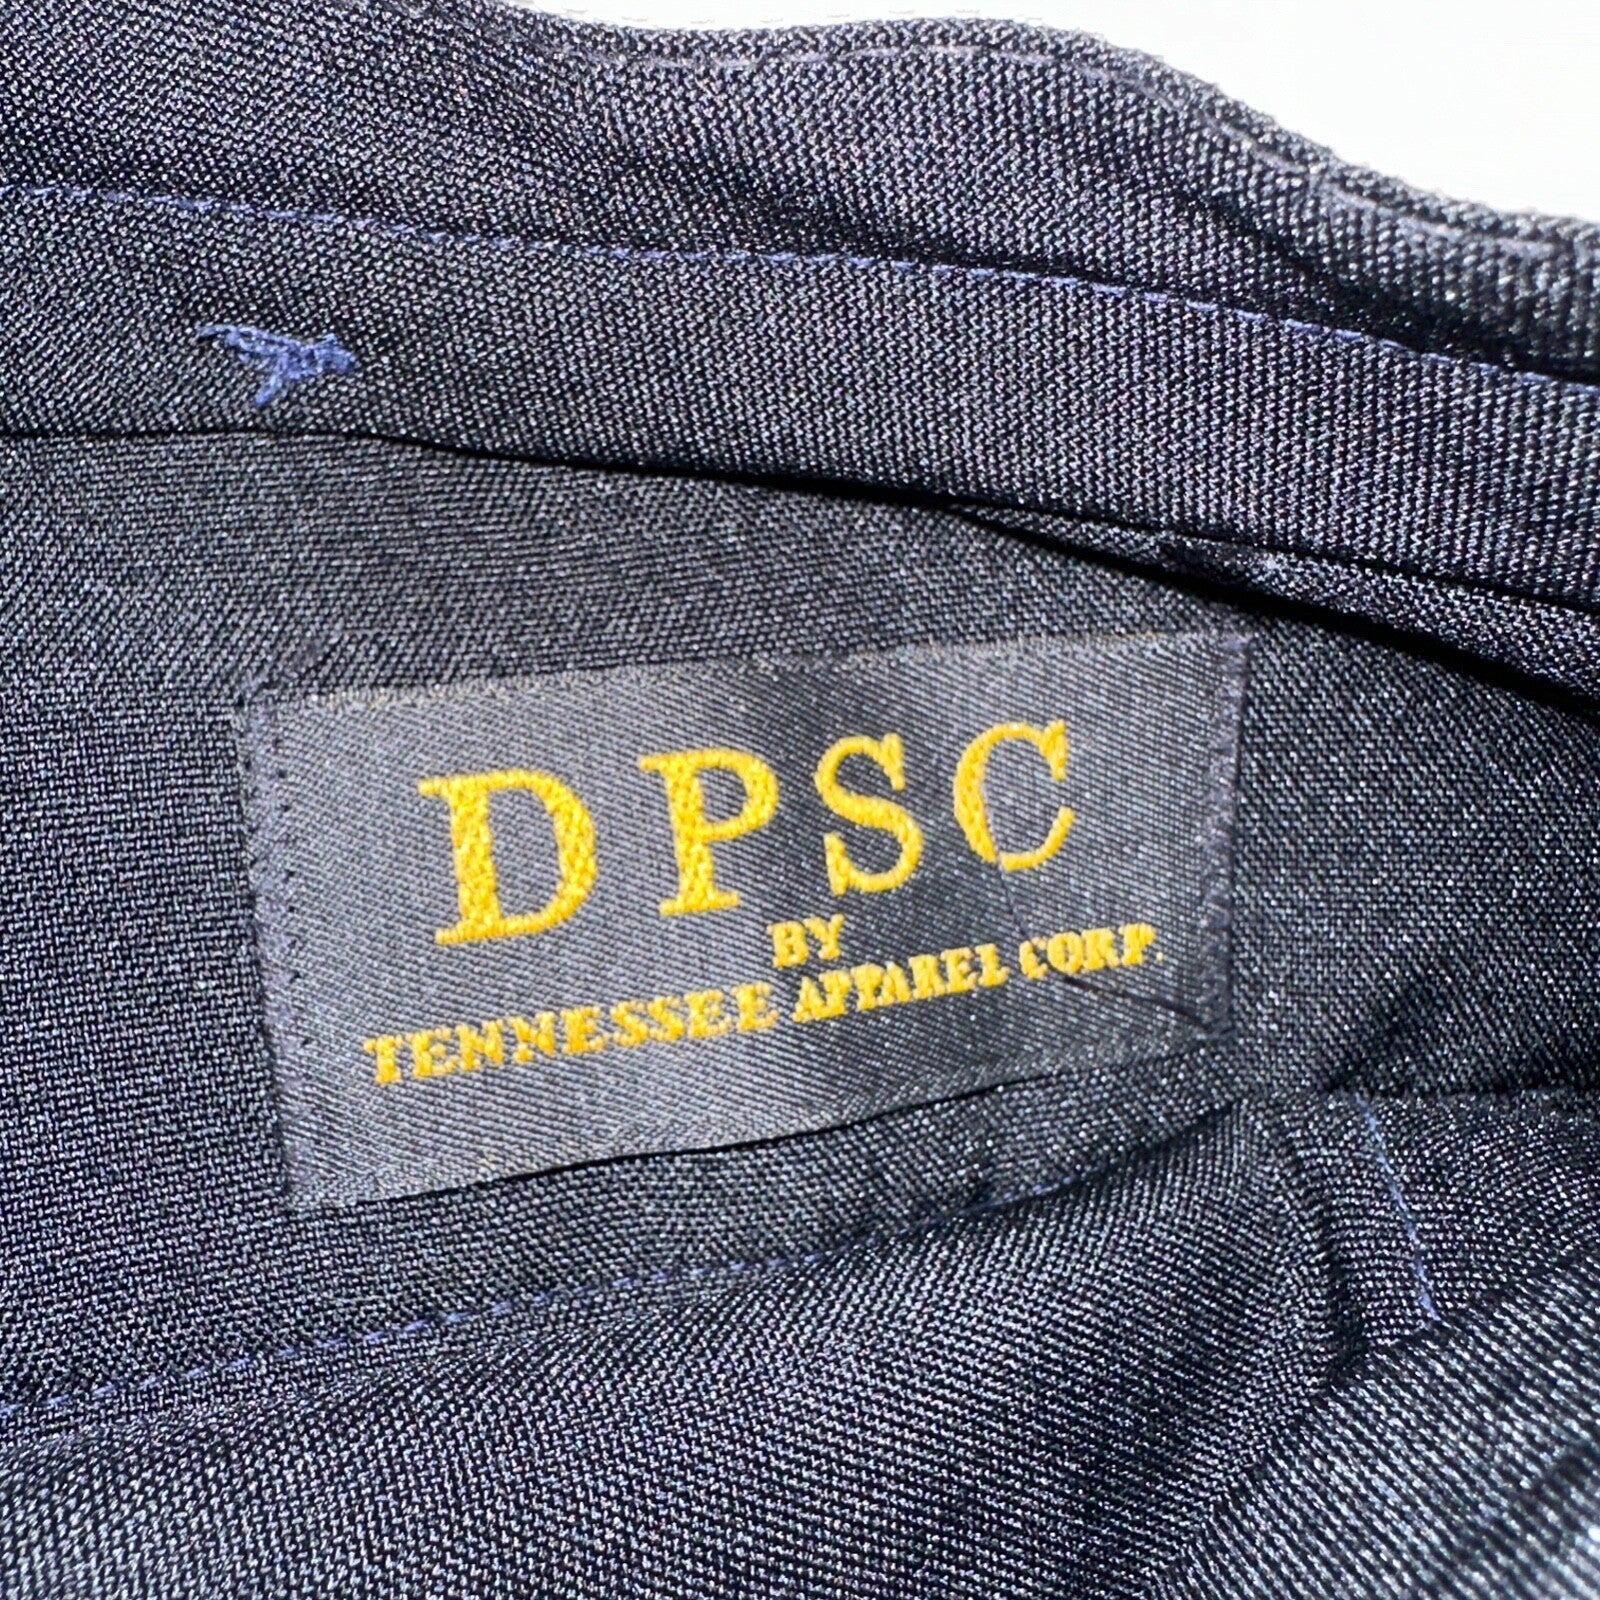 DPSC
BY
TENNESSEE APPAREL CORP.